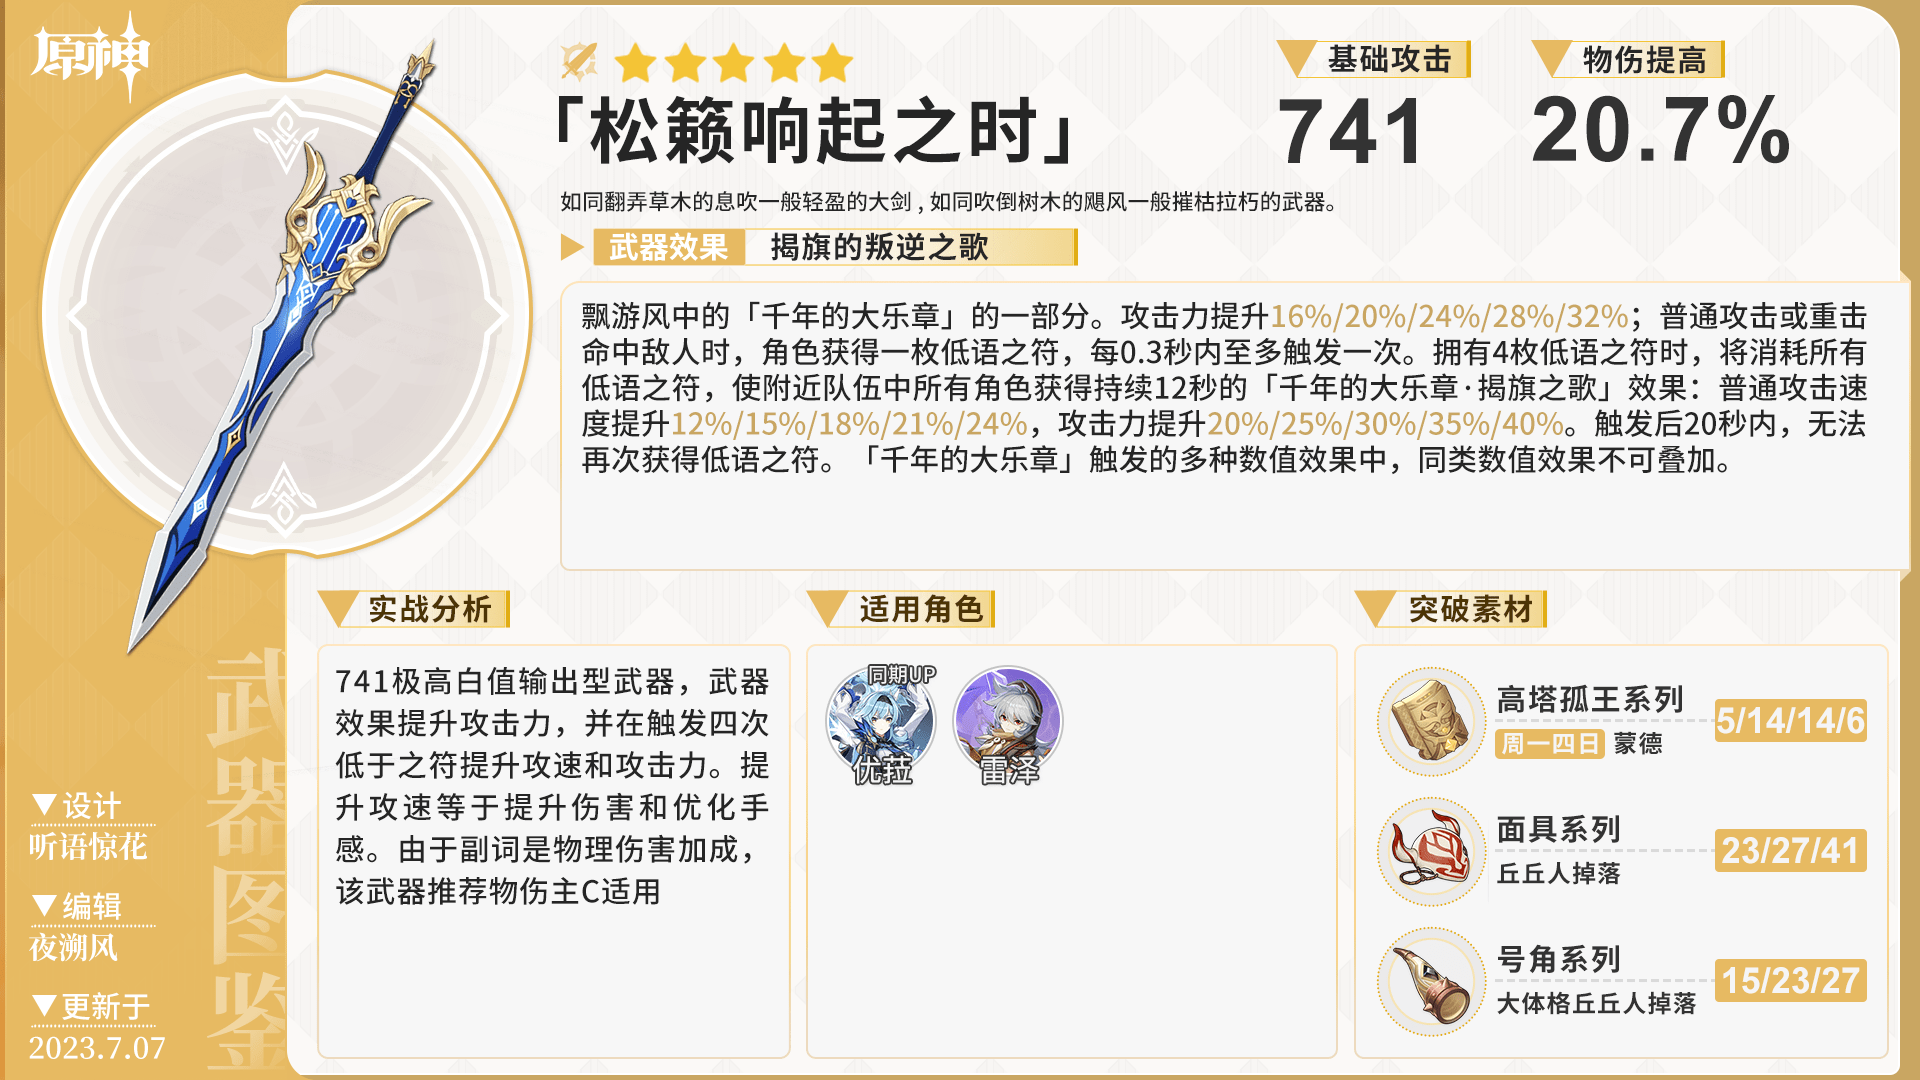 原神
「松籁响起之时」
基础攻击
741
物伤提高
20.7%
如同翻弄草木的息吹一般轻盈的大剑，如同吹倒树木的飓风一般摧枯拉朽的武器。
武器效果 揭旗的叛逆之歌
飘游风中的「千年的大乐章」的一部分。攻击力提升16%/20%/24%/28%/32%；普通攻击或重击
命中敌人时，角色获得一枚低语之符，每0.3秒内至多触发一次。拥有4枚低语之符时，将消耗所有
低语之符，使附近队伍中所有角色获得持续12秒的「千年的大乐章·揭旗之歌」效果：普通攻击速
度提升12%/15%/18%/21%/24%，攻击力提升20%/25%/30%/35%/40%。触发后20秒内，无法
再次获得低语之符。「千年的大乐章」触发的多种数值效果中，同类数值效果不可叠加。
实战分析
741极高白值输出型武器，武器
效果提升攻击力，并在触发四次
低于之符提升攻速和攻击力。提
升攻速等于提升伤害和优化手
感。由于副词是物理伤害加成，
该武器推荐物伤主C适用
适用角色
同期UP
优菈
雷泽
突破素材
高塔孤王系列
5/14/14/6
周一四日 蒙德
面具系列
23/27/41
丘丘人掉落
号角系列
15/23/27
大体格丘丘人掉落
武器图鉴
▼设计
听语惊花
▼编辑
夜溯风
▼更新于
2023.7.07